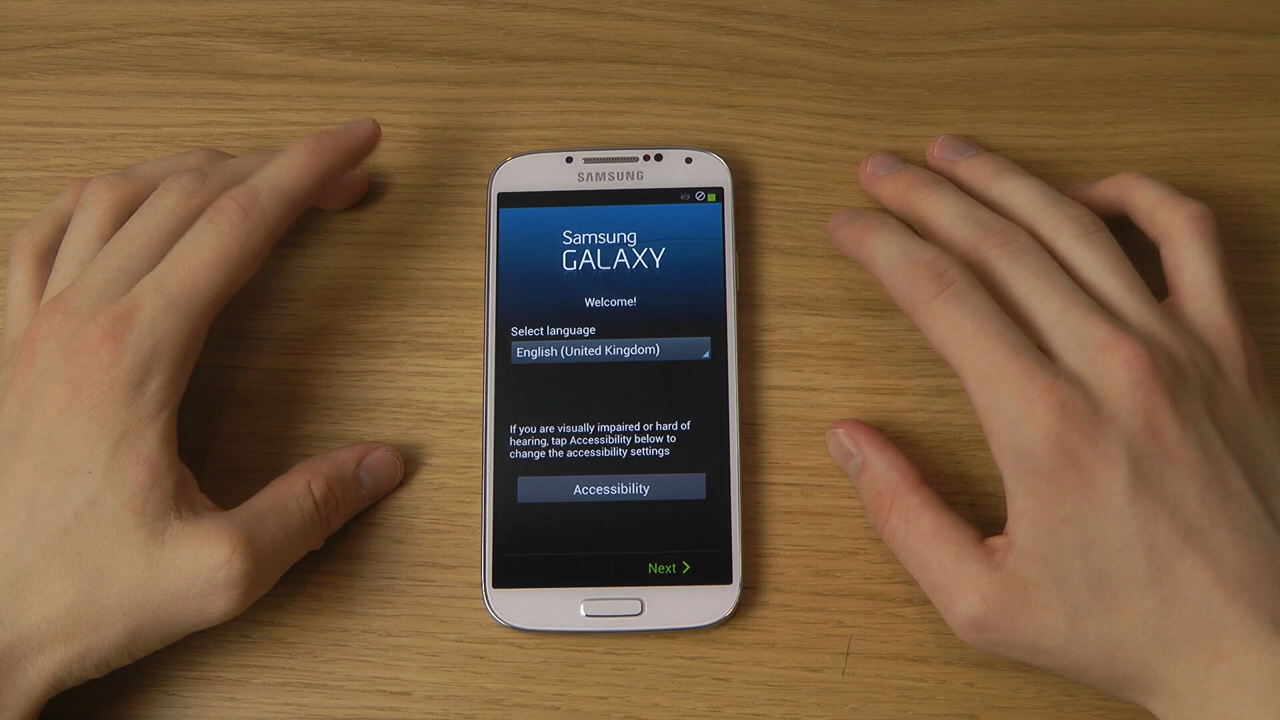 SAMSUNG
Samsung
GALAXY
Welcome!
Select language
English (United Kingdom)
If you are visually impaired or hard of
hearing, tap Accessibility below to
change the accessibility settings
Accessibility
Next